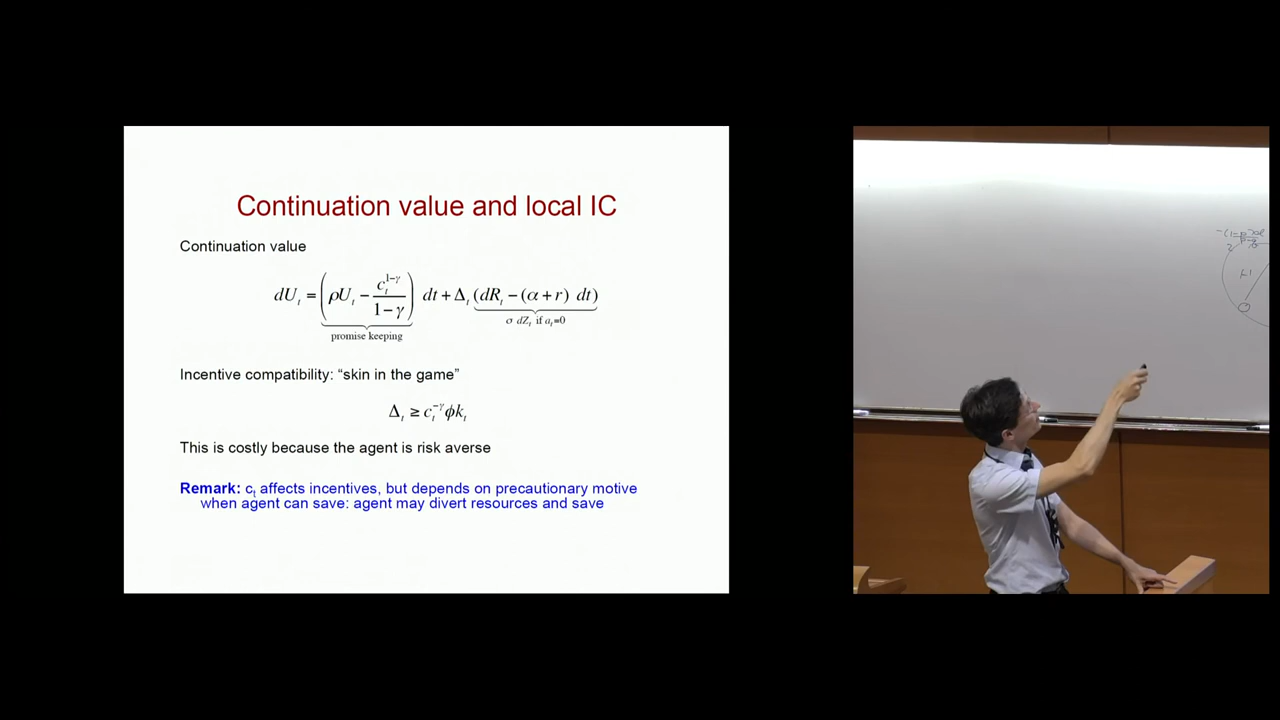 Continuation value and local IC
Continuation value
dU_t = (ρU_t − c_t^{1−γ}/(1−γ)) dt + Δ_t (dR_t − (α + r) dt)
promise keeping
σ dZ_t if a_t=0
Incentive compatibility: “skin in the game”
Δ_t ≥ c_t^{−γ} ϕk_t
This is costly because the agent is risk averse
Remark: c_t affects incentives, but depends on precautionary motive
when agent can save: agent may divert resources and save